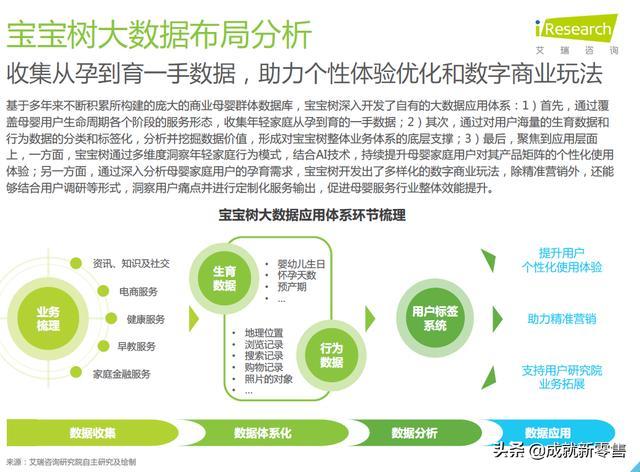 宝宝树大数据布局分析
iResearch
艾瑞咨询
收集从孕到育一手数据，助力个性体验优化和数字商业玩法
基于多年来不断积累所构建的庞大的商业母婴群体数据库，宝宝树深入开发了自有的大数据应用体系：1）首先，通过覆
盖母婴用户生命周期各个阶段的服务形态，收集年轻家庭从孕到育的一手数据；2）其次，通过对用户海量的生育数据和
行为数据的分类和标签化，分析并挖掘数据价值，形成对宝宝树整体业务体系的底层支撑；3）最后，聚焦到应用层面
上，一方面，宝宝树通过多维度洞察年轻家庭行为模式，结合AI技术，持续提升母婴家庭用户对其产品矩阵的个性化使用
体验；另一方面，通过深入分析母婴家庭用户的孕育需求，宝宝树开发出了多样化的数字商业玩法，除精准营销外，还能
够结合用户调研等形式，洞察用户痛点并进行定制化服务输出，促进母婴服务行业整体效能提升。
宝宝树大数据应用体系环节梳理
业务
梳理
资讯、知识及社交
电商服务
健康服务
早教服务
家庭金融服务
生育
数据
• 婴幼儿生日
• 怀孕天数
• 预产期
• ...
• 地理位置
• 浏览记录
• 搜索记录
• 购物记录
• 照片的对象
• ...
行为
数据
用户标签
系统
提升用户
个性化使用体验
助力精准营销
支持用户研究院
业务拓展
数据收集
数据体系化
数据分析
数据应用
来源：艾瑞咨询研究院自主研究及绘制
头条 @成就新零售